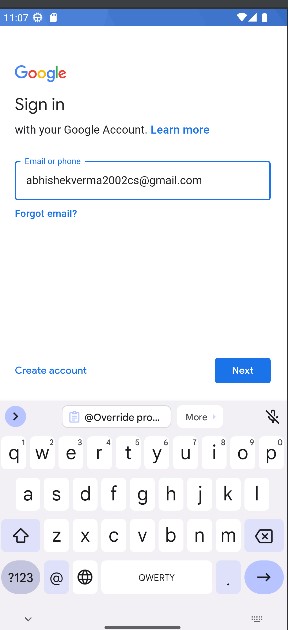 11:07
Google
Sign in
with your Google Account. Learn more
Email or phone
abhishekverma2002cs@gmail.com
Forgot email?
Create account
Next
@Override pro...
More
1 2 3 4 5 6 7 8 9 0
q w e r t y u i o p
a s d f g h j k l
z x c v b n m
?123 @ QWERTY .